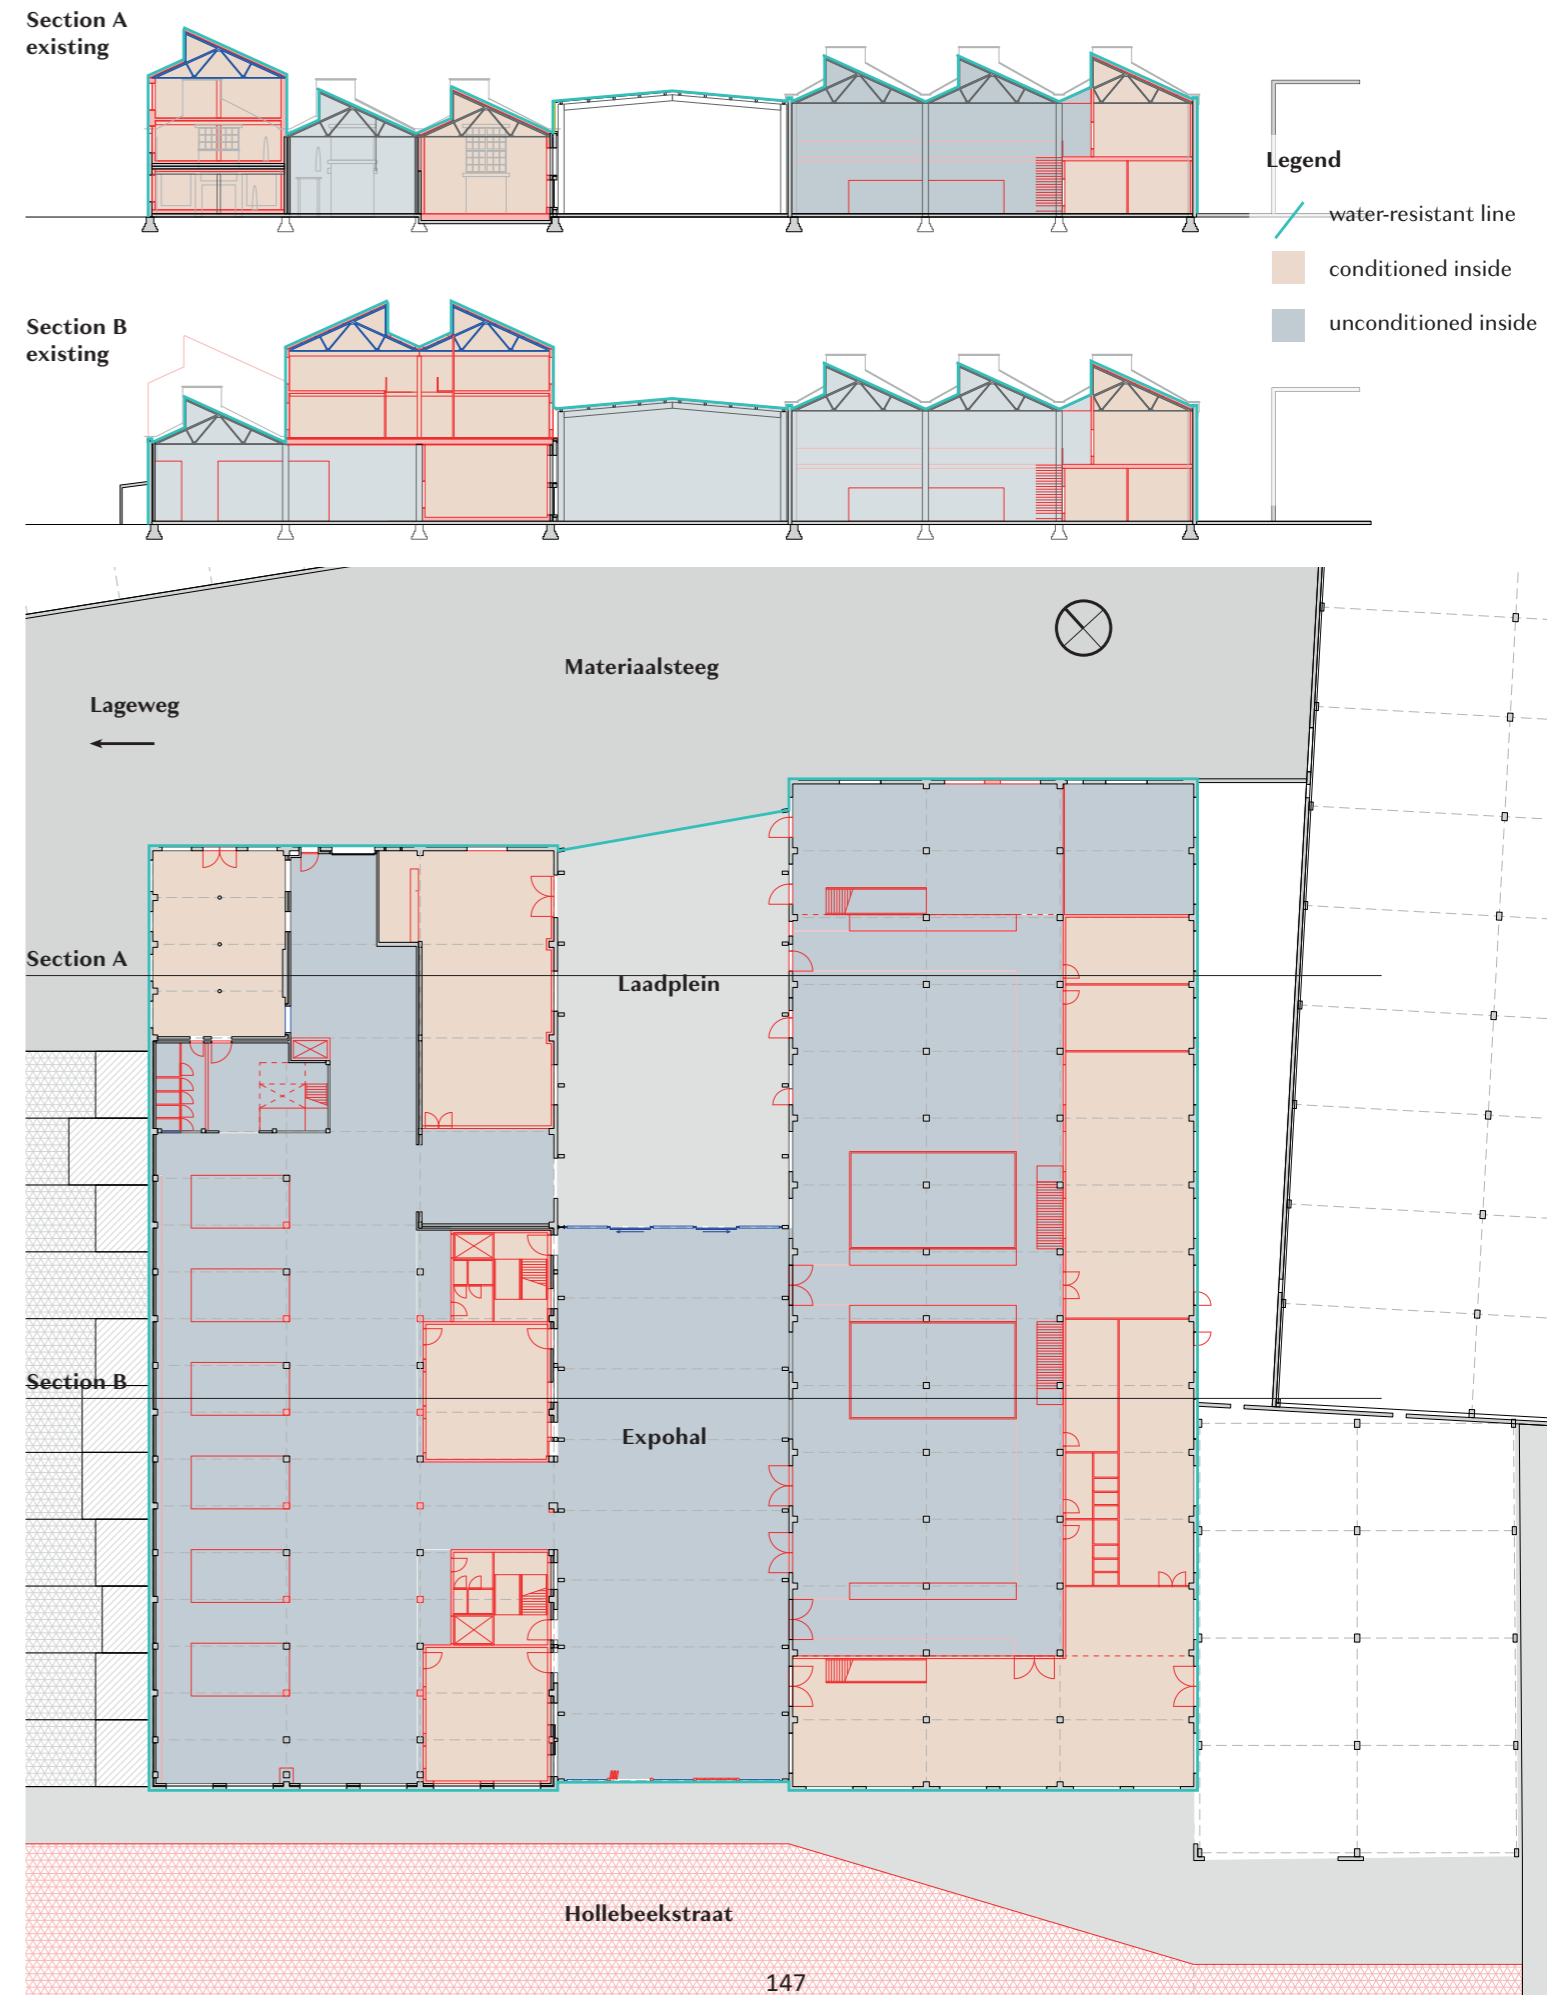 Section A
existing
Legend
water-resistant line
conditioned inside
unconditioned inside
Section B
existing
Materiaalsteeg
Lageweg
Section A
Laadplein
Section B
Expohal
Hollebeekstraat
147